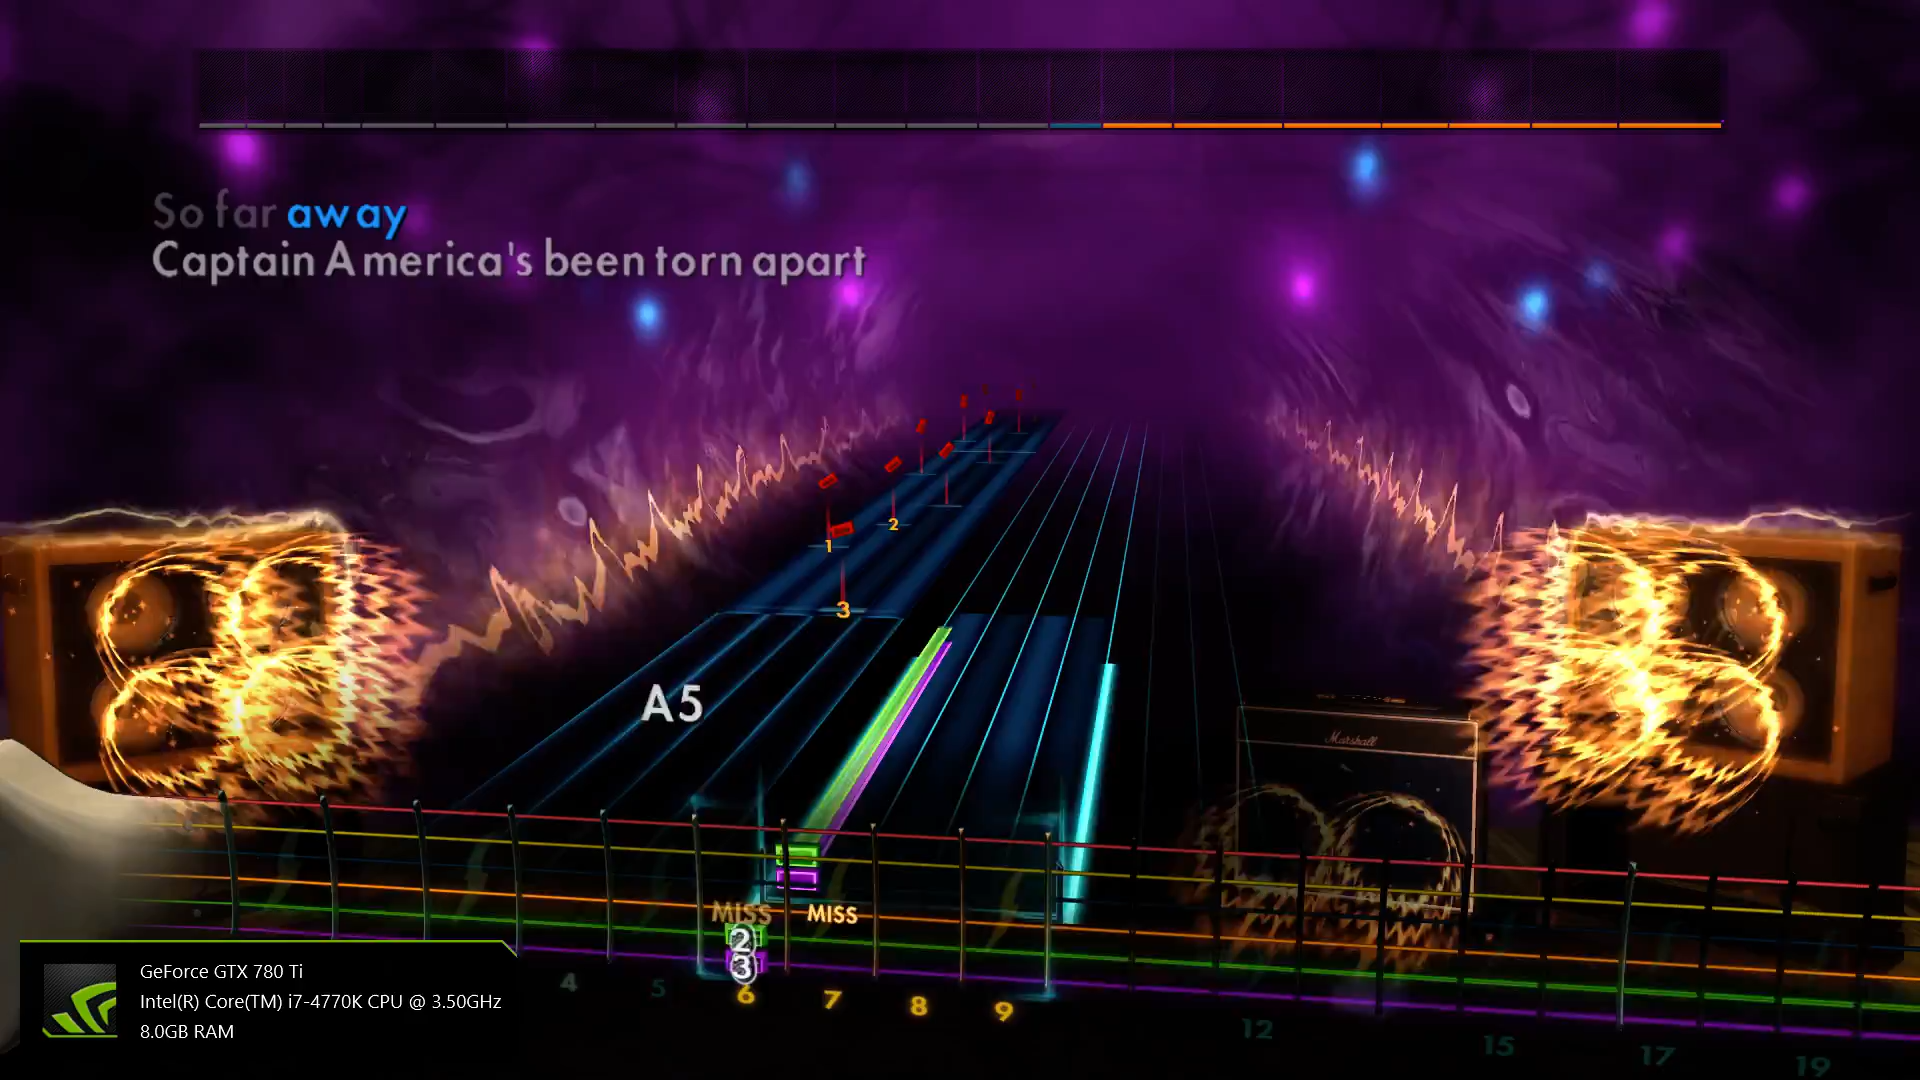 So far away
Captain America's been torn apart
1
2
3
A5
Marshall
MISS MISS
2
3
4 5 6 7 8 9 12 15 17 19
GeForce GTX 780 Ti
Intel(R) Core(TM) i7-4770K CPU @ 3.50GHz
8.0GB RAM